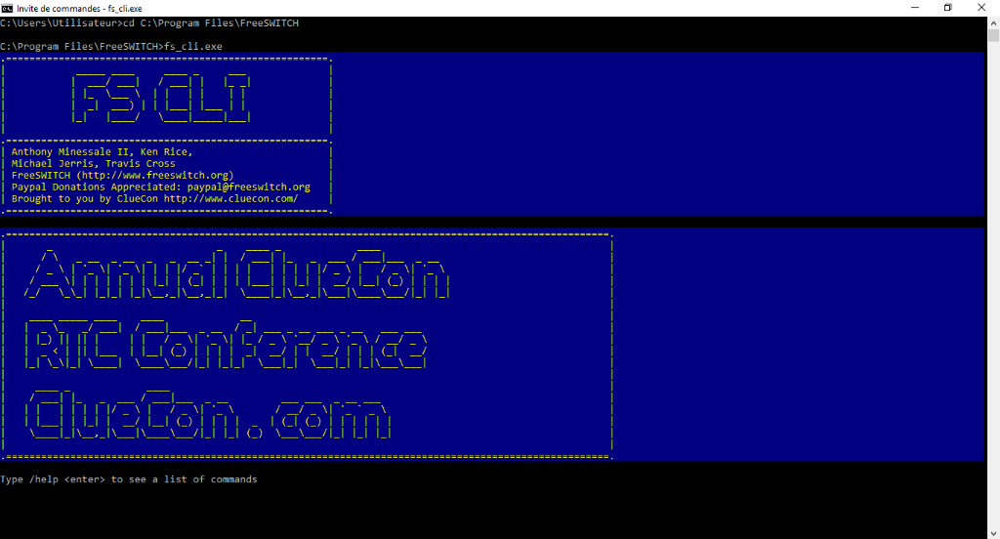 Invite de commandes - fs_cli.exe
C:\Users\Utilisateur>cd C:\Program Files\FreeSWITCH
C:\Program Files\FreeSWITCH>fs_cli.exe
FS CLI
Anthony Minessale II, Ken Rice,
Michael Jerris, Travis Cross
FreeSWITCH (http://www.freeswitch.org)
Paypal Donations Appreciated: paypal@freeswitch.org
Brought to you by ClueCon http://www.cluecon.com/
Annual ClueCon
RTC Conference
ClueCon.com
Type /help <enter> to see a list of commands